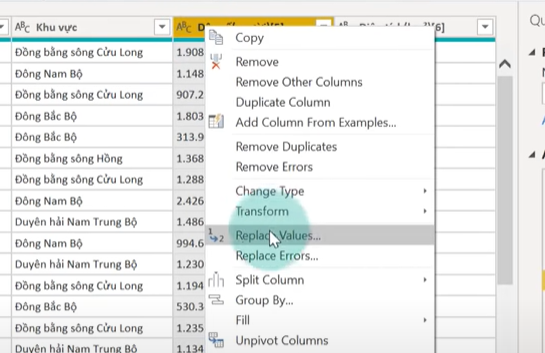 ABC Khu vực ABC [6]
Đồng bằng sông Cửu Long 1.908
Đông Nam Bộ 1.148
Đồng bằng sông Cửu Long 907.2
Đông Bắc Bộ 1.803
Đông Bắc Bộ 313.9
Đồng bằng sông Hồng 1.368
Đồng bằng sông Cửu Long 1.288
Đông Nam Bộ 2.426
Duyên hải Nam Trung Bộ 1.486
Đông Nam Bộ 994.6
Duyên hải Nam Trung Bộ 1.230
Đồng bằng sông Cửu Long 1.194
Đông Bắc Bộ 530.3
Đồng bằng sông Cửu Long 1.235
Duyên hải Nam Trung Bộ 1.134
Copy
Remove
Remove Other Columns
Duplicate Column
Add Column From Examples...
Remove Duplicates
Remove Errors
Change Type
Transform
Replace Values...
Replace Errors...
Split Column
Group By...
Fill
Unpivot Columns
Qu